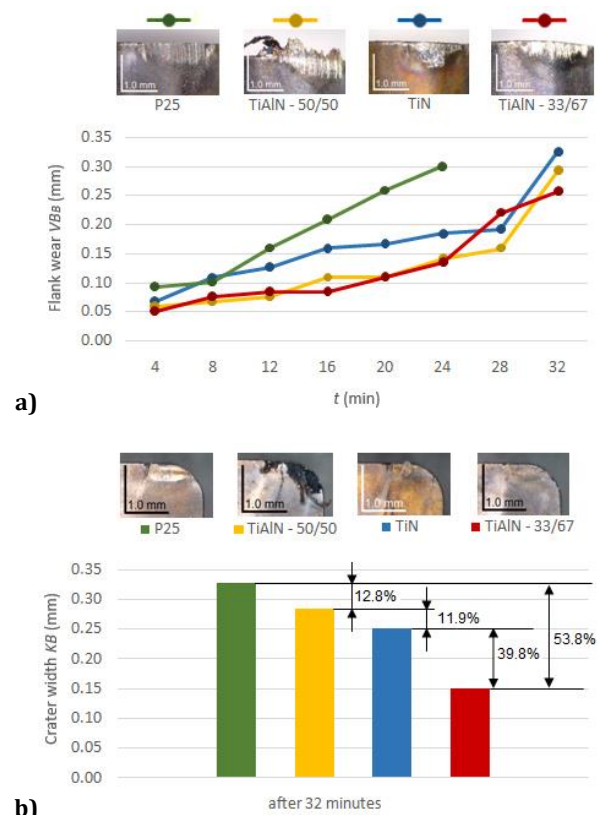 1.0 mm 1.0 mm 1.0 mm 1.0 mm
P25 TiAlN - 50/50 TiN TiAlN - 33/67
Flank wear VBB (mm)
0.35
0.30
0.25
0.20
0.15
0.10
0.05
0.00
4 8 12 16 20 24 28 32
t (min)
a)
1.0 mm 1.0 mm 1.0 mm 1.0 mm
P25 TiAlN - 50/50 TiN TiAlN - 33/67
Crater width KB (mm)
0.35
0.30
0.25
0.20
0.15
0.10
0.05
0.00
12.8%
11.9%
53.8%
39.8%
after 32 minutes
b)